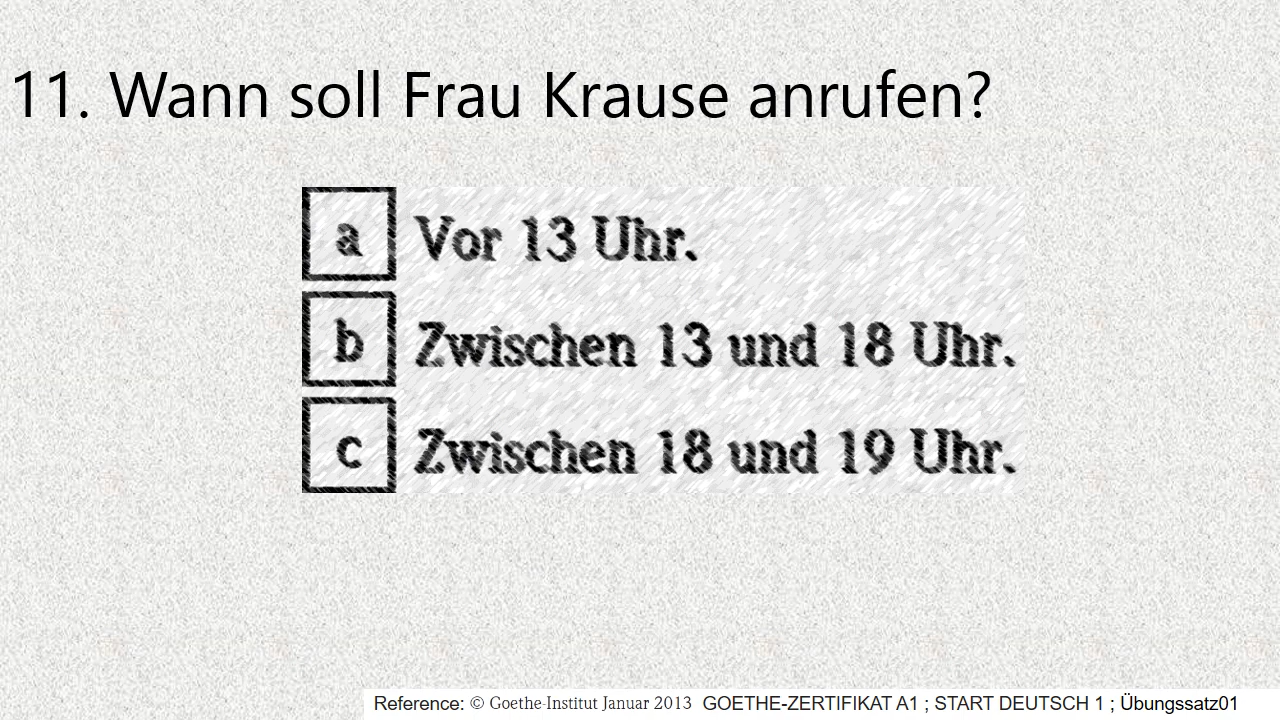 11. Wann soll Frau Krause anrufen?
a Vor 13 Uhr.
b Zwischen 13 und 18 Uhr.
c Zwischen 18 und 19 Uhr.
Reference: © Goethe-Institut Januar 2013 GOETHE-ZERTIFIKAT A1 ; START DEUTSCH 1 ; Übungssatz01